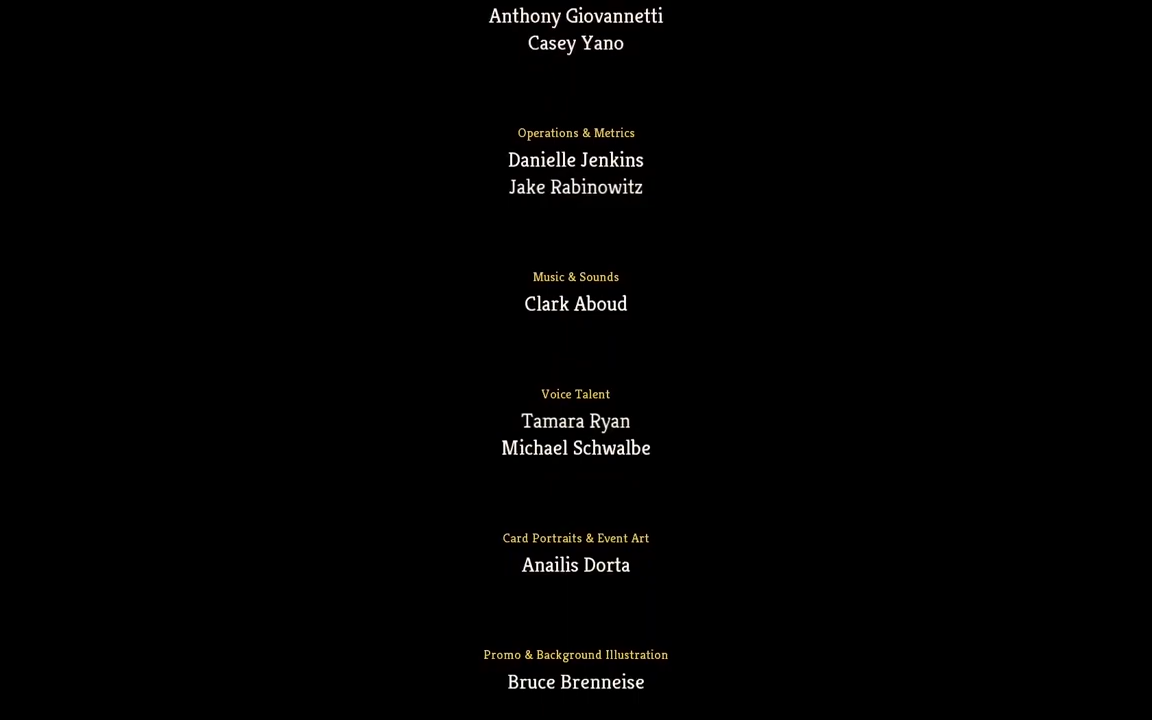 Anthony Giovannetti
Casey Yano
Operations & Metrics
Danielle Jenkins
Jake Rabinowitz
Music & Sounds
Clark Aboud
Voice Talent
Tamara Ryan
Michael Schwalbe
Card Portraits & Event Art
Anailis Dorta
Promo & Background Illustration
Bruce Brenneise